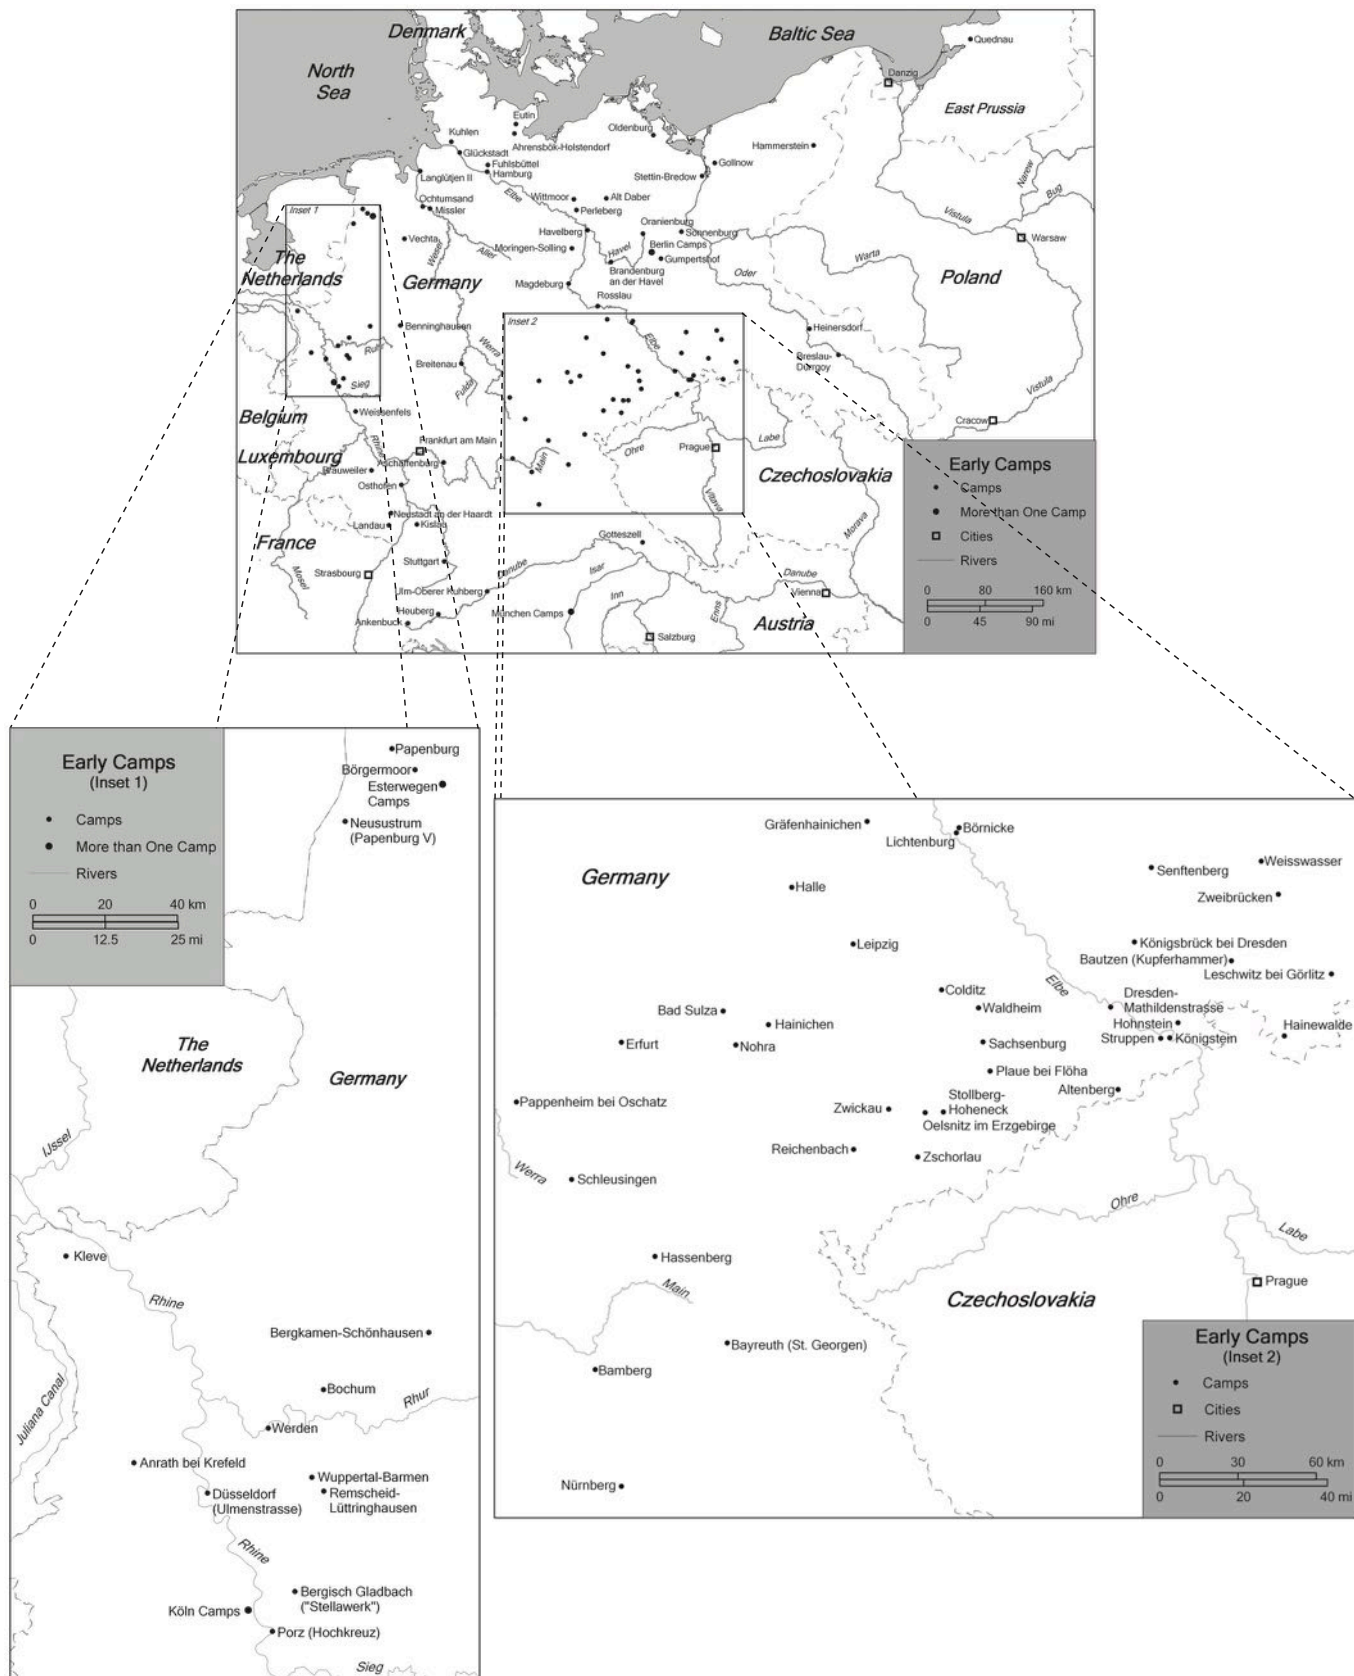 Denmark
Baltic Sea
North
Sea
Quednau
Danzig
East Prussia
Eutin
Ahrensbök-Holstendorf
Oldenburg
Kuhlen
Glückstadt
Fuhlsbüttel
Hamburg
Hammerstein
Gollnow
Stettin-Bredow
Langlütjen II
Elbe
Narew
Bug
Ochtumsand
Missler
Wittmoor
Alt Daber
Perleberg
Vistula
Inset 1
Oranienburg
Havelberg
Sonnenburg
Warsaw
Vechta
Weser
Aller
Moringen-Solling
Havel
Berlin Camps
Gumpertshof
Warta
The
Netherlands
Germany
Brandenburg
an der Havel
Oder
Poland
Magdeburg
Rosslau
Inset 2
Benninghausen
Heinersdorf
Ruhr
Werra
Elbe
Breitenau
Fulda
Breslau-
Dürrgoy
Sieg
Vistula
Belgium
Weissenfels
Cracow
Rhine
Frankfurt am Main
Prague
Labe
Ohre
Luxembourg
Brauweiler
Aschaffenburg
Main
Osthofen
Czechoslovakia
Vltava
Morava
Neustadt an der Haardt
Landau
Kislau
France
Gotteszell
Mosel
Strasbourg
Stuttgart
Danube
Isar
Danube
Ulm-Oberer Kuhberg
Inn
Vienna
Heuberg
München Camps
Enns
Ankenbuck
Salzburg
Austria
Early Camps
Camps
More than One Camp
Cities
Rivers
0 80 160 km
0 45 90 mi
Early Camps
(Inset 1)
Camps
More than One Camp
Rivers
0 20 40 km
0 12.5 25 mi
Papenburg
Börgermoor
Esterwegen
Camps
Neusustrum
(Papenburg V)
The
Netherlands
Germany
IJssel
Kleve
Rhine
Bergkamen-Schönhausen
Juliana Canal
Bochum
Rhur
Werden
Anrath bei Krefeld
Wuppertal-Barmen
Düsseldorf
(Ulmenstrasse)
Remscheid-
Lüttringhausen
Rhine
Bergisch Gladbach
("Stellawerk")
Köln Camps
Porz (Hochkreuz)
Sieg
Gräfenhainichen
Börnicke
Lichtenburg
Germany
Halle
Senftenberg
Weisswasser
Zweibrücken
Leipzig
Königsbrück bei Dresden
Bautzen (Kupferhammer)
Leschwitz bei Görlitz
Elbe
Colditz
Waldheim
Dresden-
Mathildenstrasse
Bad Sulza
Hainichen
Hohnstein
Hainewalde
Erfurt
Nohra
Sachsenburg
Struppen
Königstein
Plaue bei Flöha
Altenberg
Pappenheim bei Oschatz
Zwickau
Stollberg-
Hoheneck
Oelsnitz im Erzgebirge
Reichenbach
Zschorlau
Werra
Schleusingen
Ohre
Labe
Hassenberg
Main
Prague
Czechoslovakia
Bayreuth (St. Georgen)
Bamberg
Nürnberg
Early Camps
(Inset 2)
Camps
Cities
Rivers
0 30 60 km
0 20 40 mi